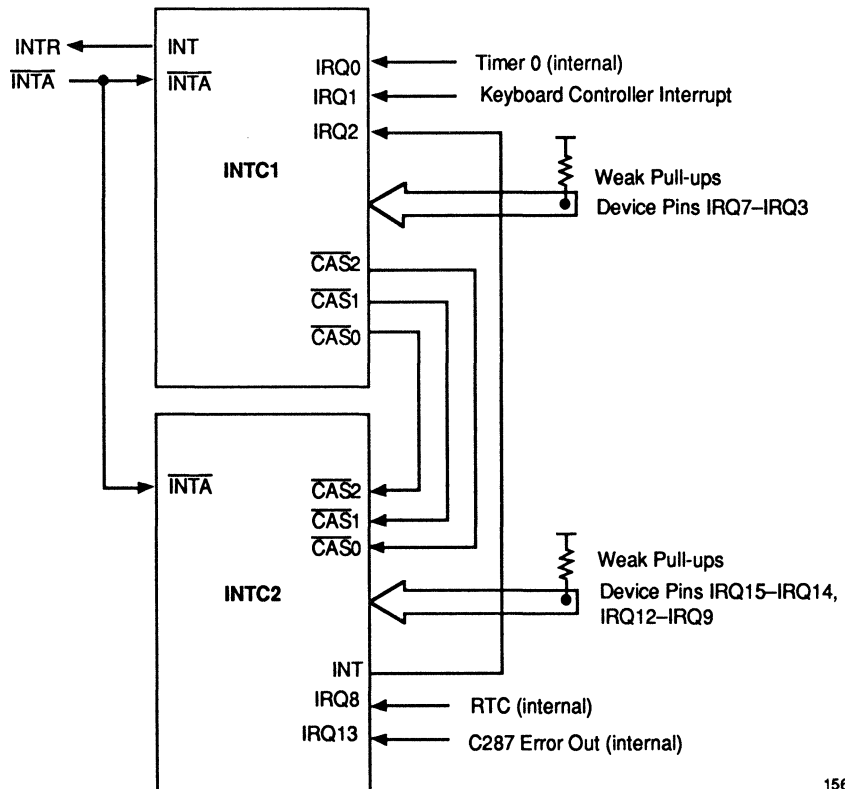 INTR
INT
INTA
INTA
IRQ0
Timer 0 (internal)
IRQ1
Keyboard Controller Interrupt
IRQ2
INTC1
Weak Pull-ups
Device Pins IRQ7–IRQ3
CAS2
CAS1
CAS0
INTA
CAS2
CAS1
CAS0
INTC2
Weak Pull-ups
Device Pins IRQ15–IRQ14,
IRQ12–IRQ9
INT
IRQ8
RTC (internal)
IRQ13
C287 Error Out (internal)
156